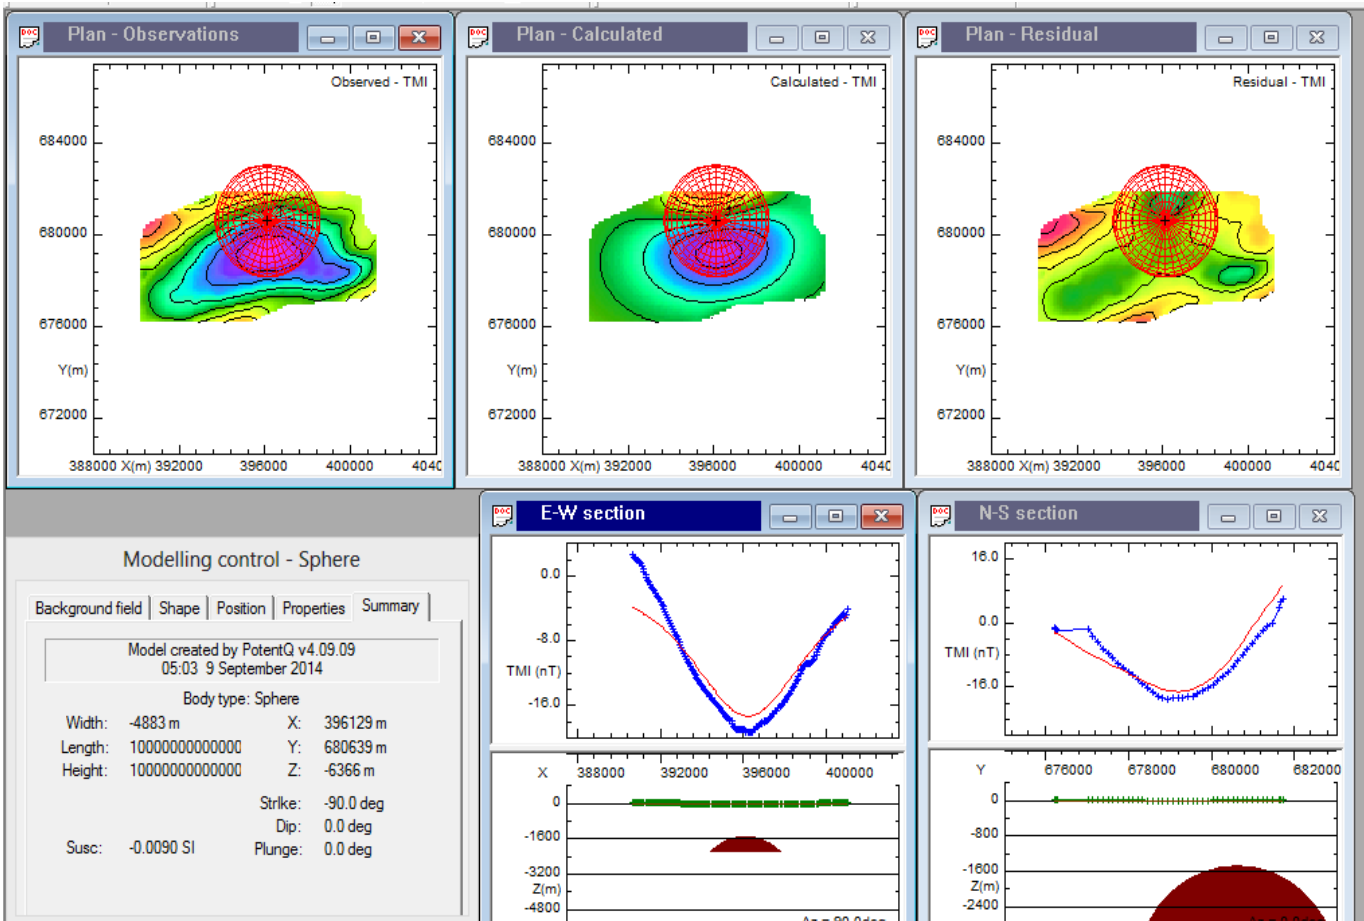 Plan - Observations
Observed - TMI
684000
680000
676000
Y(m)
672000
388000 X(m) 392000 396000 400000 4040
Plan - Calculated
Calculated - TMI
684000
680000
676000
Y(m)
672000
388000 X(m) 392000 396000 400000 4040
Plan - Residual
Residual - TMI
684000
680000
676000
Y(m)
672000
388000 X(m) 392000 396000 400000 4040
Modelling control - Sphere
Background field Shape Position Properties Summary
Model created by PotentQ v4.09.09
05:03 9 September 2014
Body type: Sphere
Width: -4883 m X: 396129 m
Length: 10000000000000 Y: 680639 m
Height: 10000000000000 Z: -6366 m
Strike: -90.0 deg
Dip: 0.0 deg
Susc: -0.0090 SI Plunge: 0.0 deg
DOC E-W section
0.0
-8.0
TMI (nT)
-16.0
X 388000 392000 396000 400000
0
-1600
-3200
Z(m)
-4800
DOC N-S section
16.0
0.0
TMI (nT)
-16.0
Y 676000 678000 680000 682000
0
-800
-1600
Z(m)
-2400